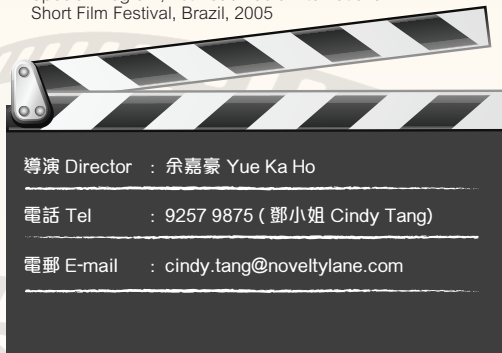 Short Film Festival, Brazil, 2005
導演 Director : 余嘉豪 Yue Ka Ho
電話 Tel : 9257 9875 ( 鄧小姐 Cindy Tang)
電郵 E-mail : cindy.tang@noveltylane.com